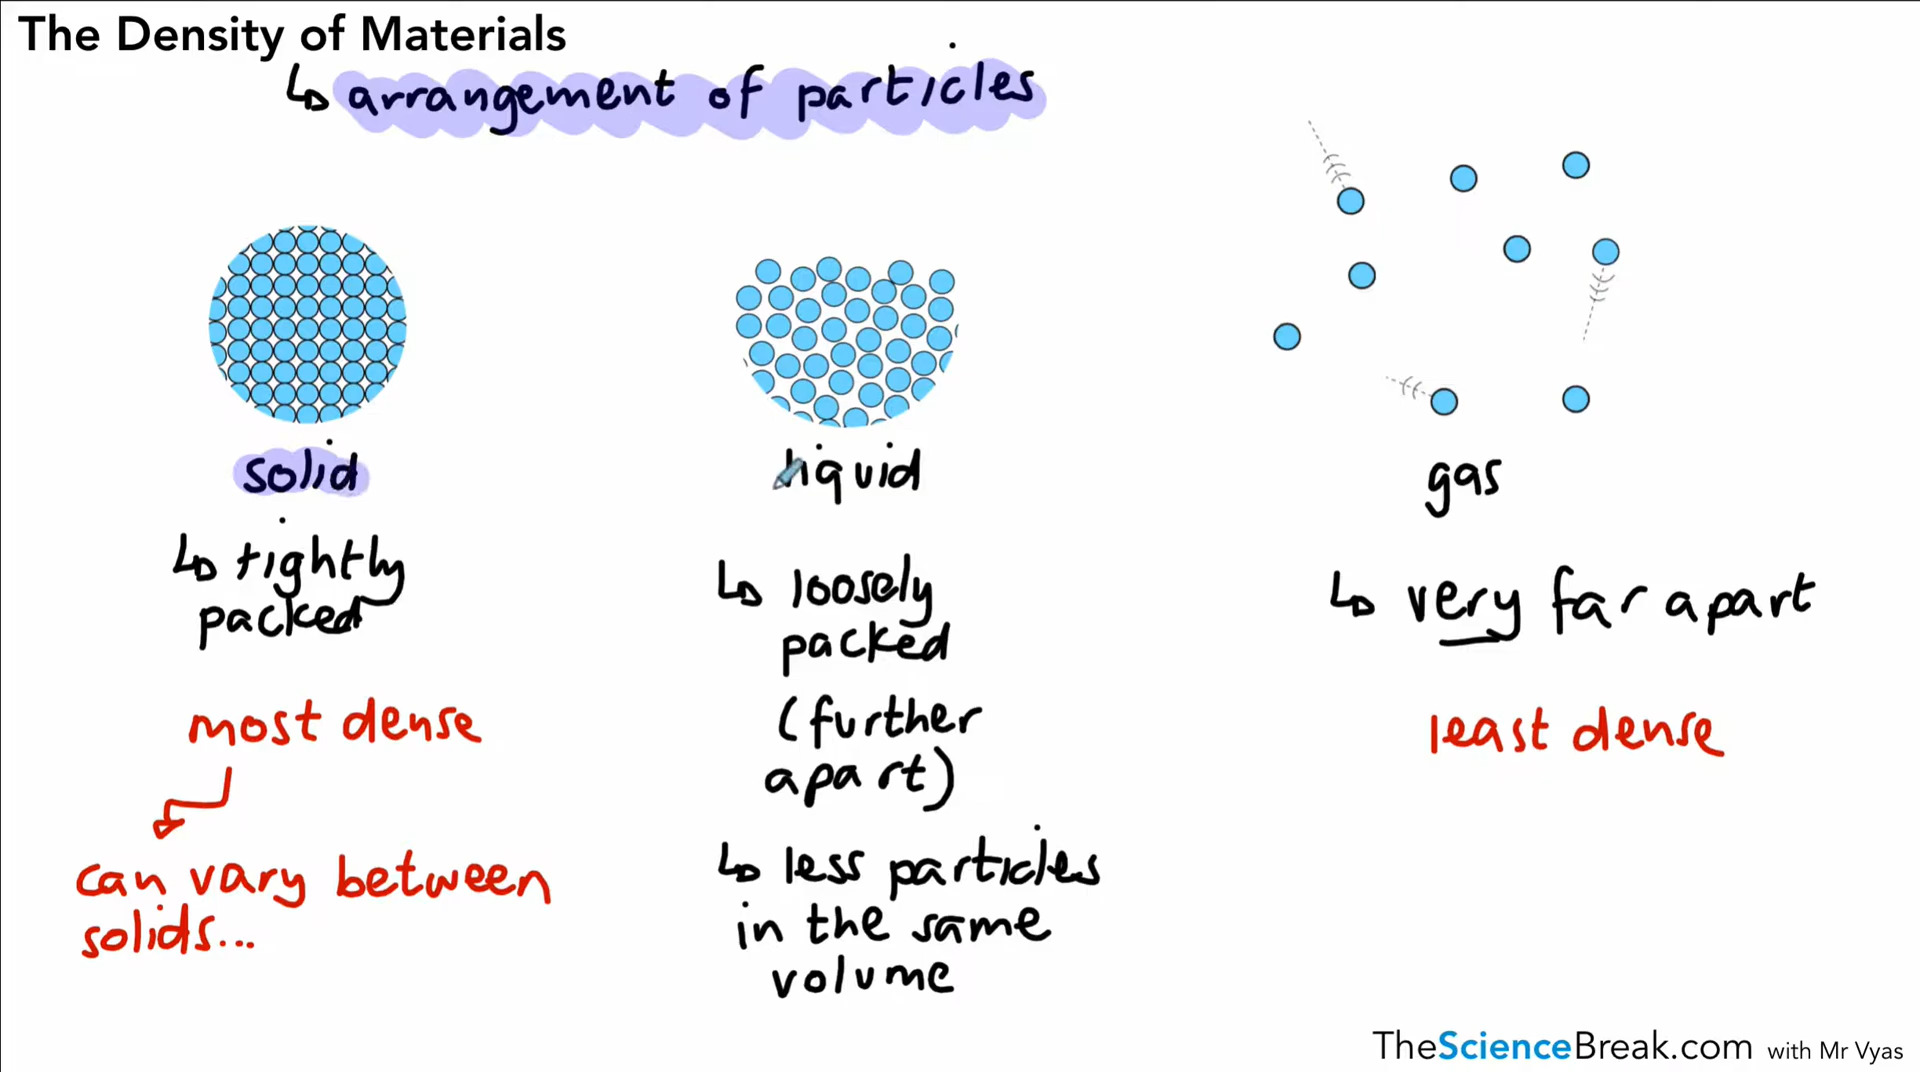 The Density of Materials
↳ arrangement of particles
solid
↳ tightly
packed
most dense
can vary between
solids...
liquid
↳ loosely
packed
(further
apart)
↳ less particles
in the same
volume
gas
↳ very far apart
least dense
TheScienceBreak.com with Mr Vyas